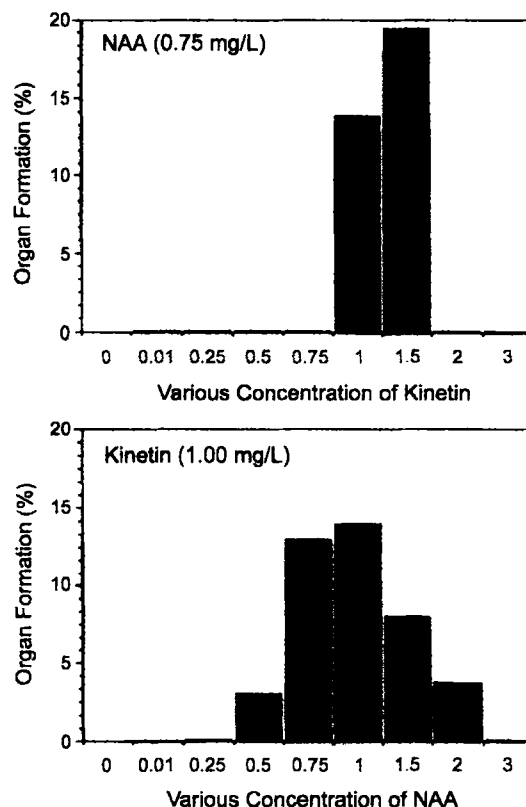 20
NAA (0.75 mg/L)
15
10
5
0
Organ Formation (%)
0 0.01 0.25 0.5 0.75 1 1.5 2 3
Various Concentration of Kinetin
20
Kinetin (1.00 mg/L)
15
10
5
0
Organ Formation (%)
0 0.01 0.25 0.5 0.75 1 1.5 2 3
Various Concentration of NAA